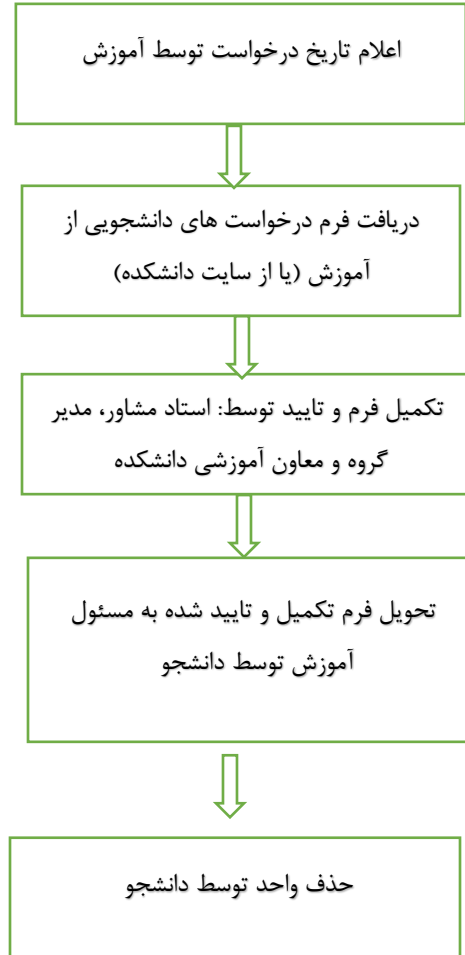 اعلام تاریخ درخواست توسط آموزش
دریافت فرم درخواست های دانشجویی از
آموزش (یا از سایت دانشکده)
تکمیل فرم و تایید توسط: استاد مشاور، مدیر
گروه و معاون آموزشی دانشکده
تحویل فرم تکمیل و تایید شده به مسئول
آموزش توسط دانشجو
حذف واحد توسط دانشجو